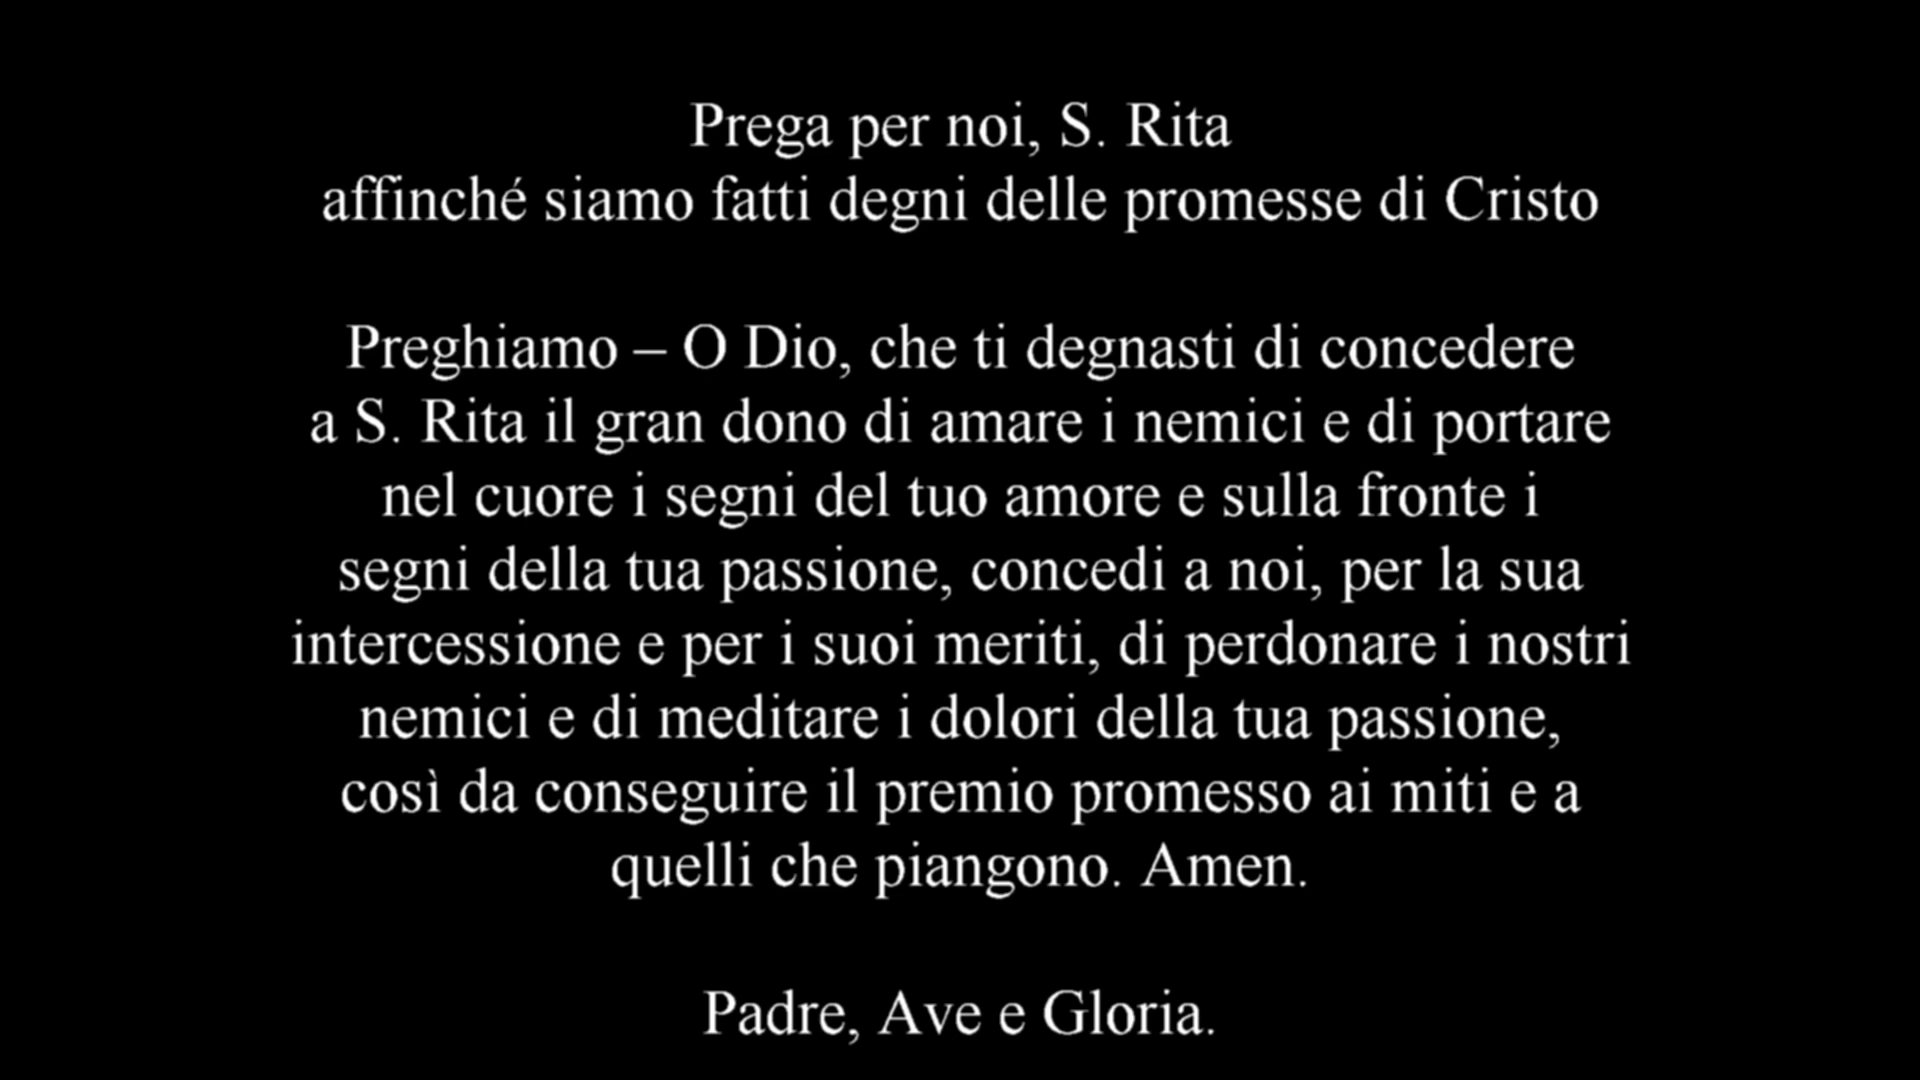 Prega per noi, S. Rita
affinché siamo fatti degni delle promesse di Cristo
Preghiamo – O Dio, che ti degnasti di concedere
a S. Rita il gran dono di amare i nemici e di portare
nel cuore i segni del tuo amore e sulla fronte i
segni della tua passione, concedi a noi, per la sua
intercessione e per i suoi meriti, di perdonare i nostri
nemici e di meditare i dolori della tua passione,
così da conseguire il premio promesso ai miti e a
quelli che piangono. Amen.
Padre, Ave e Gloria.